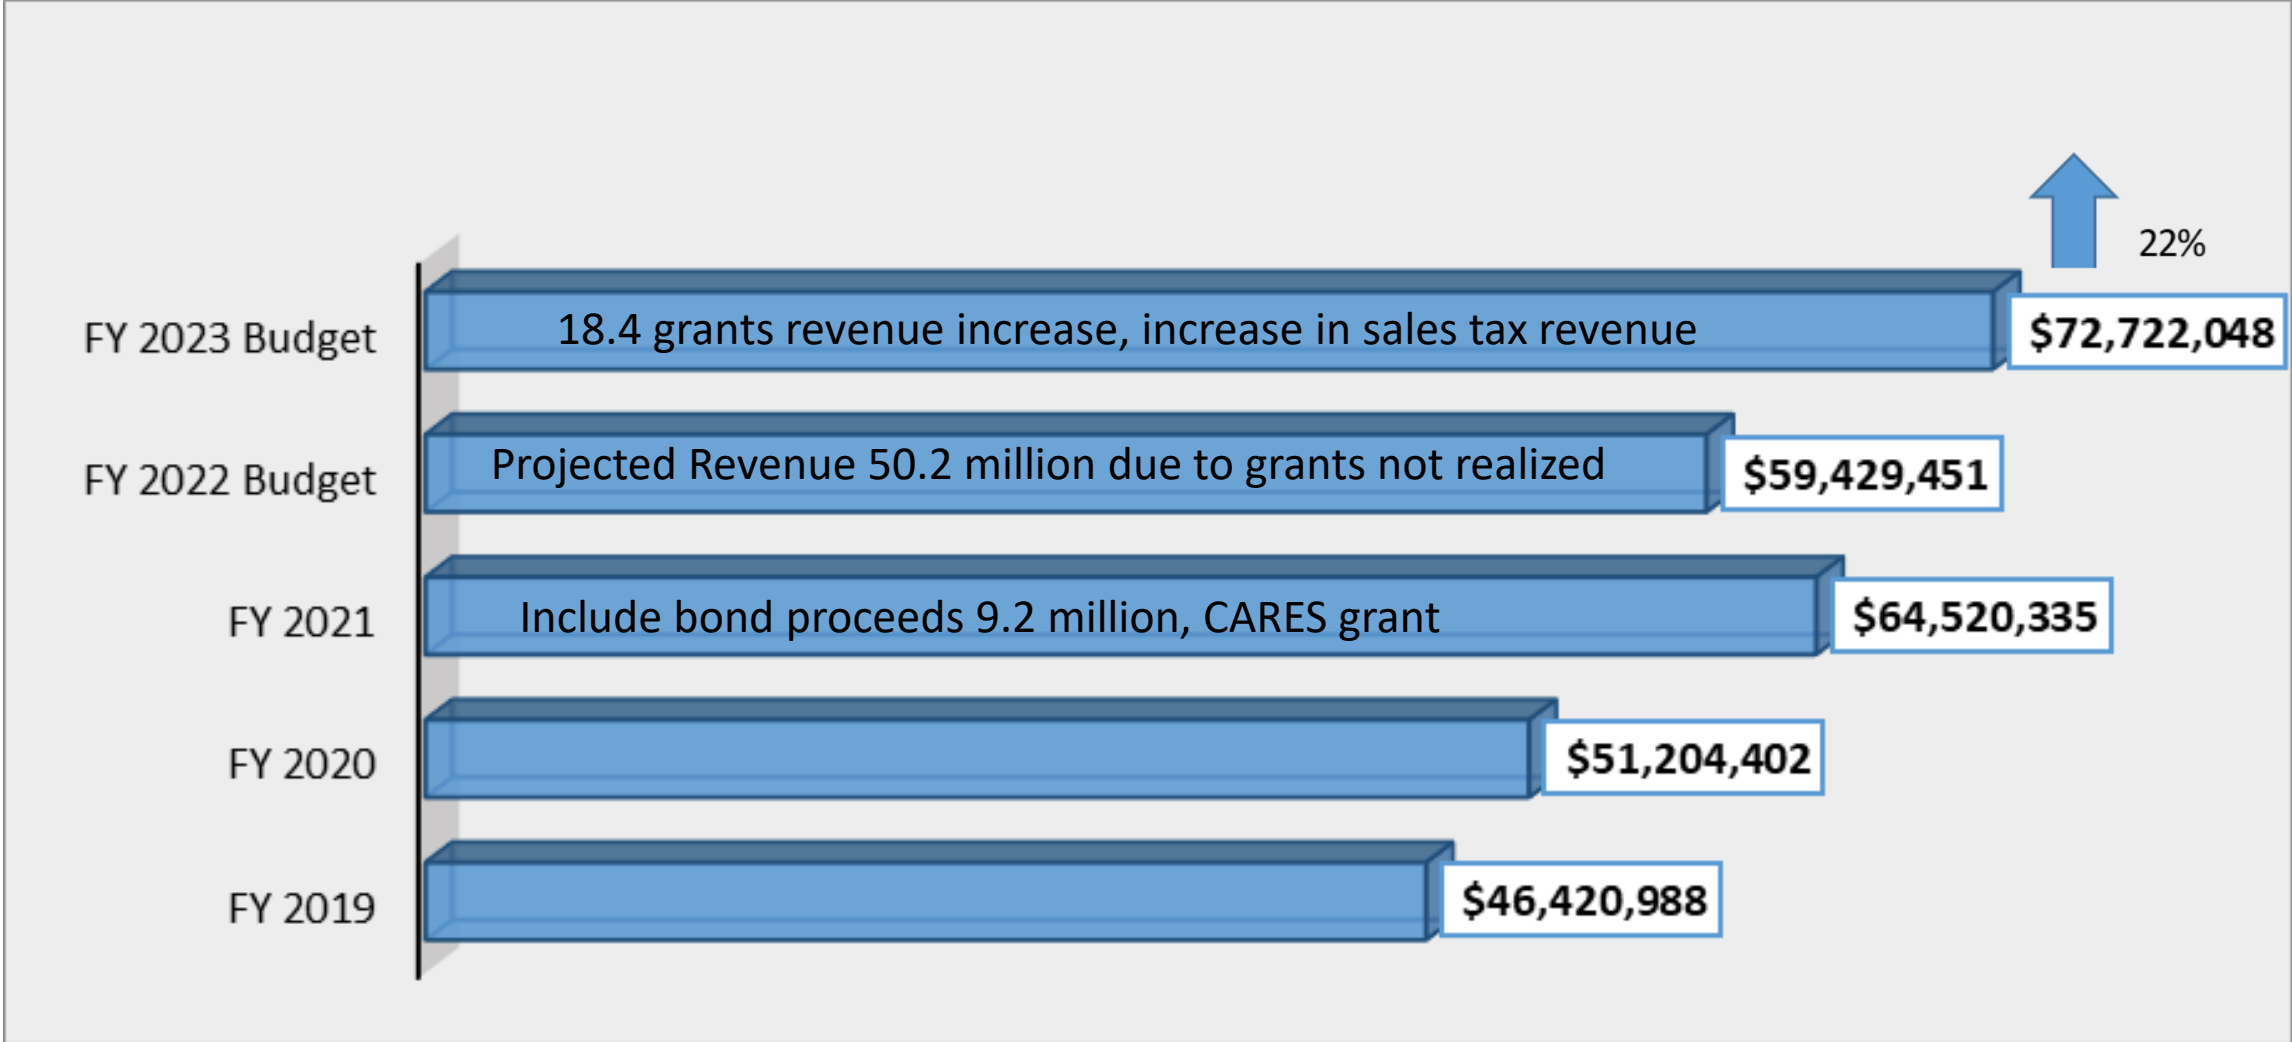 22%
FY 2023 Budget 18.4 grants revenue increase, increase in sales tax revenue $72,722,048
FY 2022 Budget Projected Revenue 50.2 million due to grants not realized $59,429,451
FY 2021 Include bond proceeds 9.2 million, CARES grant $64,520,335
FY 2020 $51,204,402
FY 2019 $46,420,988